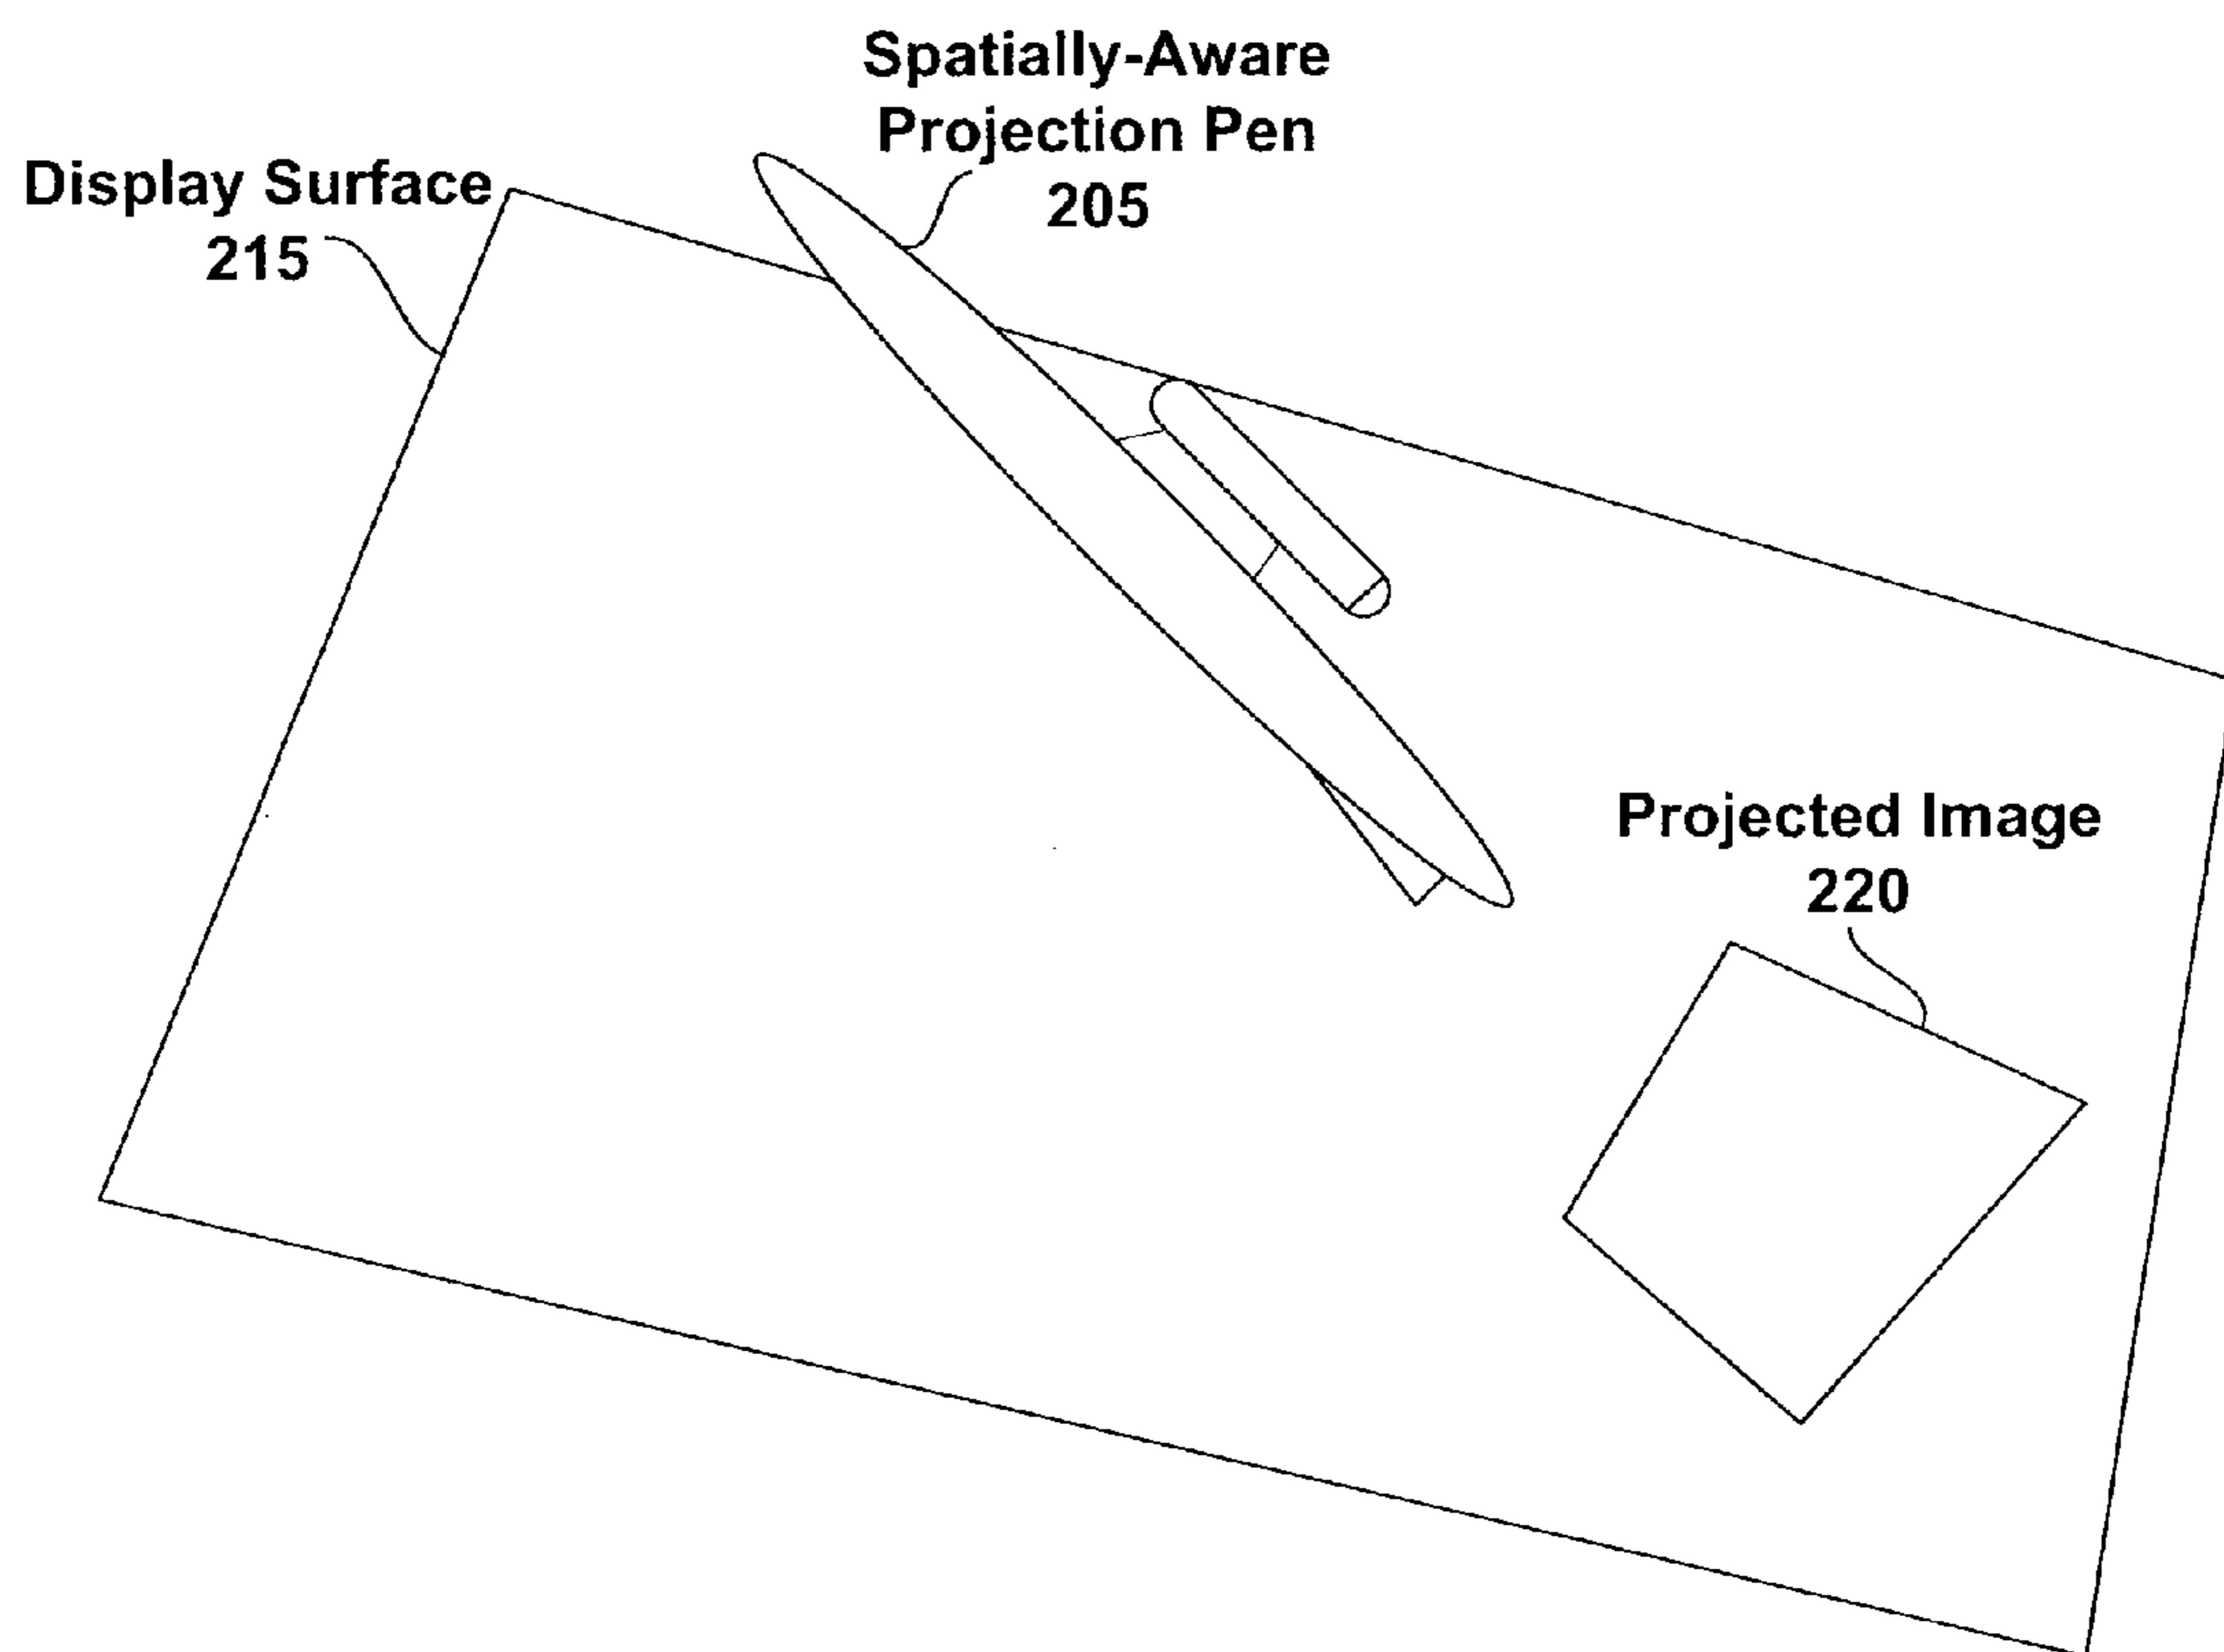 Spatially-Aware
Projection Pen
205
Display Surface
215
Projected Image
220